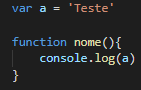 var a = 'Teste'
function nome(){
    console.log(a)
}